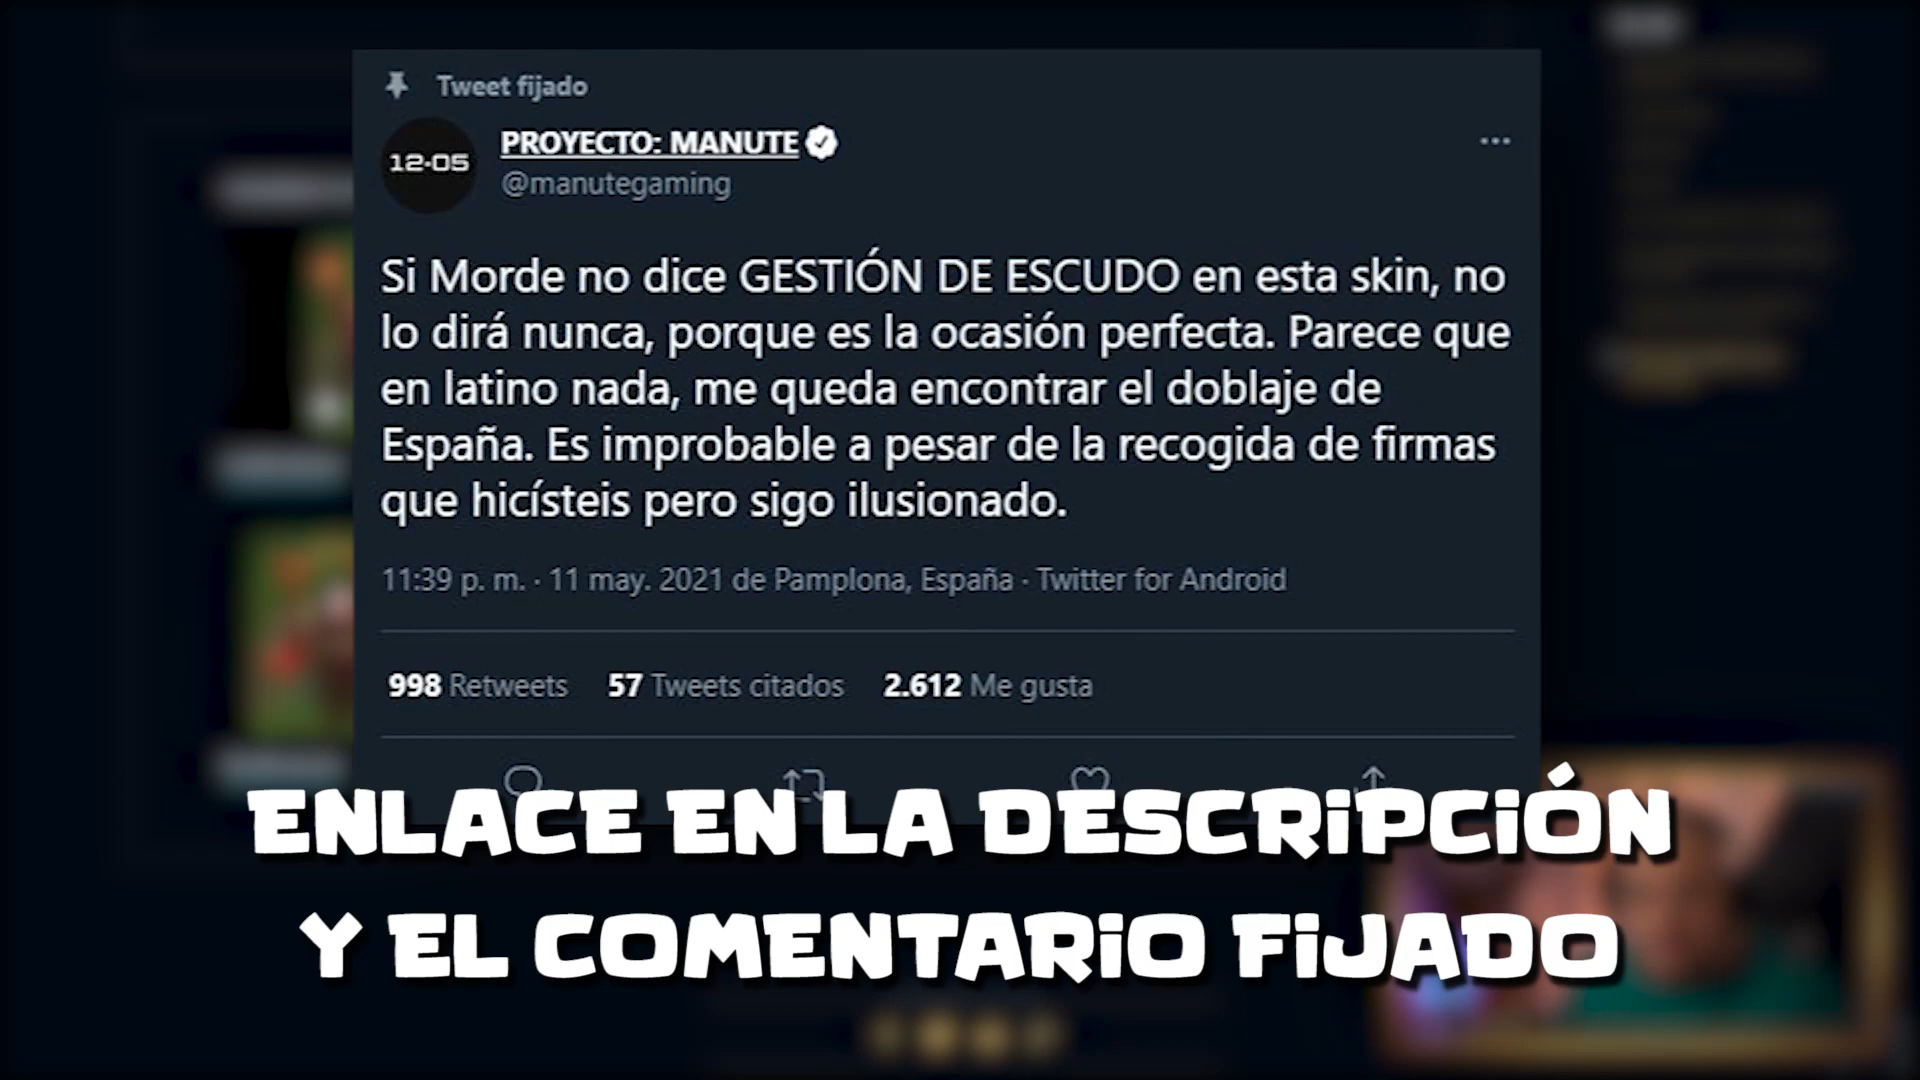 Tweet fijado
12-05
PROYECTO: MANUTE
@manutegaming
Si Morde no dice GESTIÓN DE ESCUDO en esta skin, no
lo dirá nunca, porque es la ocasión perfecta. Parece que
en latino nada, me queda encontrar el doblaje de
España. Es improbable a pesar de la recogida de firmas
que hicísteis pero sigo ilusionado.
11:39 p. m. · 11 may. 2021 de Pamplona, España · Twitter for Android
998 Retweets 57 Tweets citados 2.612 Me gusta
ENLACE EN LA DESCRiPCiÓN
Y EL COMENTARiO FiJADO